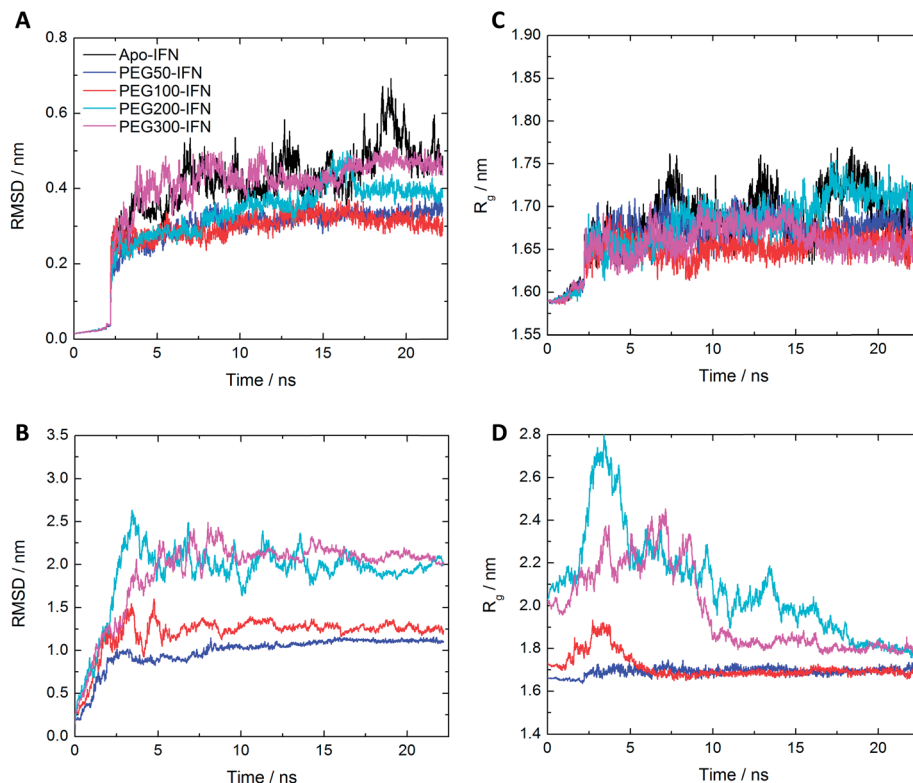 A
RMSD / nm
0.8
0.6
0.4
0.2
0.0
Apo-IFN
PEG50-IFN
PEG100-IFN
PEG200-IFN
PEG300-IFN
0 5 10 15 20
Time / ns
C
Rg / nm
1.90
1.85
1.80
1.75
1.70
1.65
1.60
1.55
0 5 10 15 20
Time / ns
B
RMSD / nm
3.5
3.0
2.5
2.0
1.5
1.0
0.5
0.0
0 5 10 15 20
Time / ns
D
Rg / nm
2.8
2.6
2.4
2.2
2.0
1.8
1.6
1.4
0 5 10 15 20
Time / ns